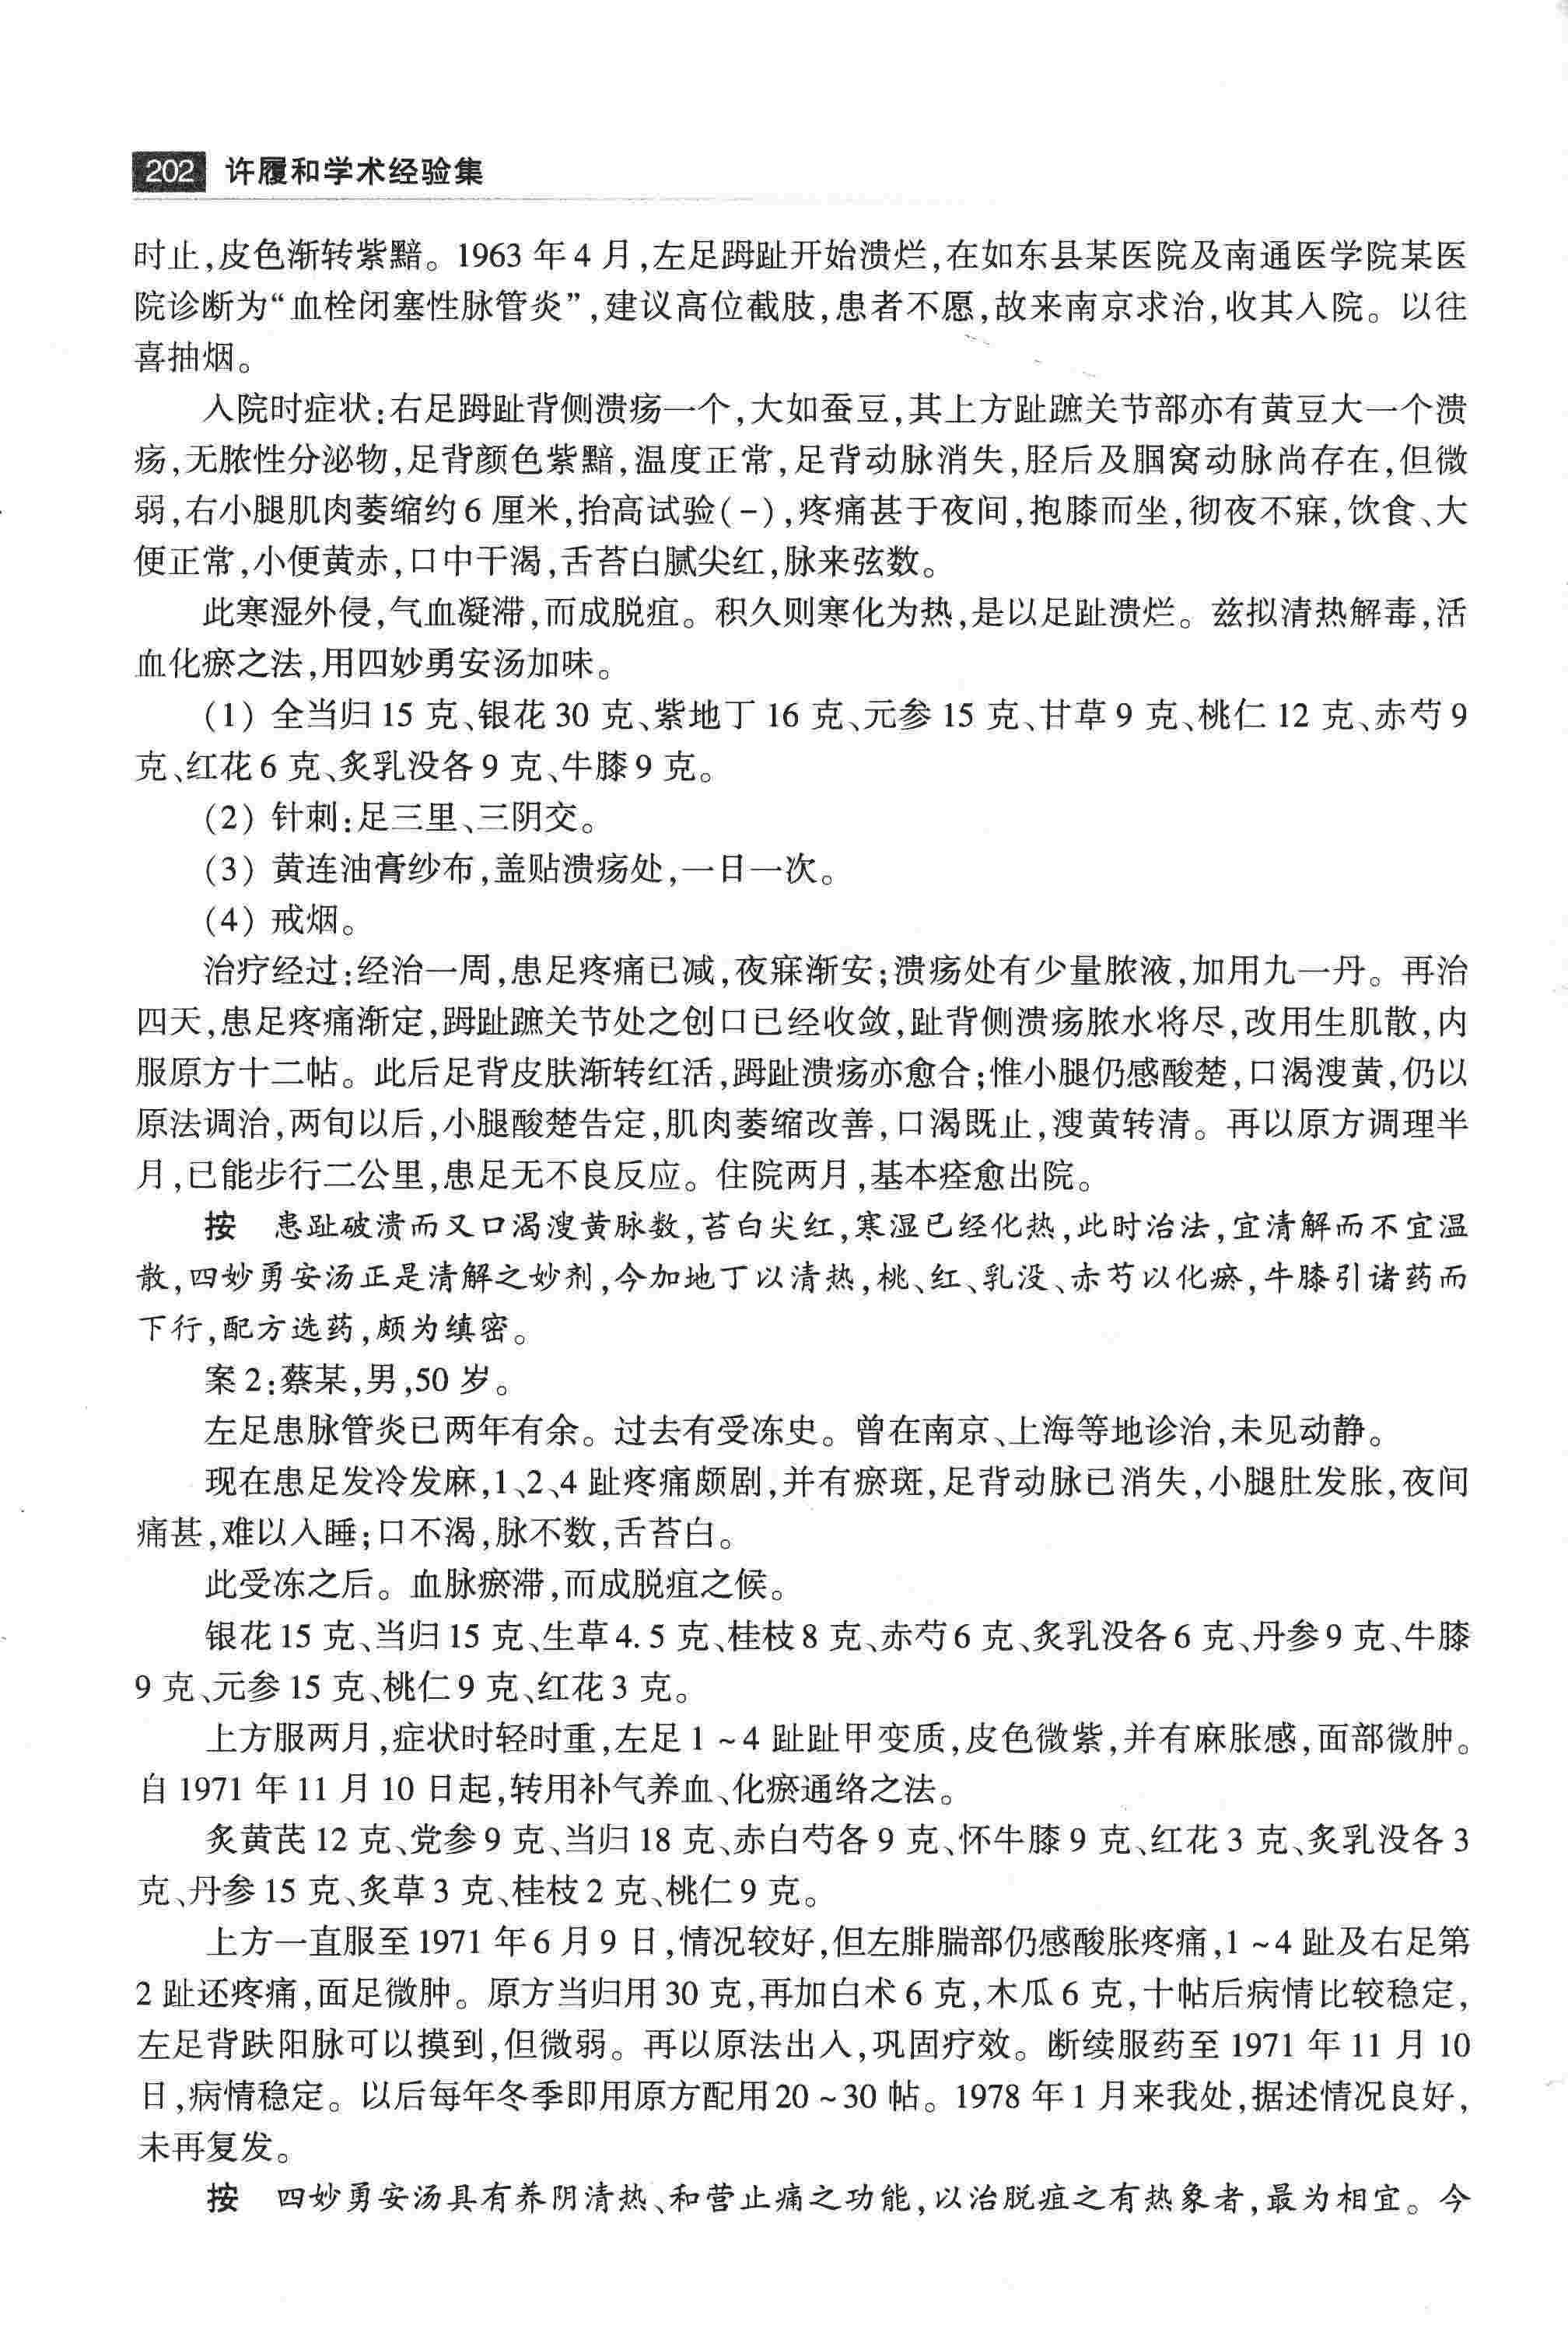 202 许履和学术经验集
时止,皮色渐转紫黯。1963 年 4 月,左足踇趾开始溃烂,在如东县某医院及南通医学院某医
院诊断为“血栓闭塞性脉管炎”,建议高位截肢,患者不愿,故来南京求治,收其入院。以往
喜抽烟。
入院时症状:右足踇趾背侧溃疡一个,大如蚕豆,其上方趾蹠关节部亦有黄豆大一个溃
疡,无脓性分泌物,足背颜色紫黯,温度正常,足背动脉消失,胫后及腘窝动脉尚存在,但微
弱,右小腿肌肉萎缩约 6 厘米,抬高试验(-),疼痛甚于夜间,抱膝而坐,彻夜不寐,饮食、大
便正常,小便黄赤,口中干渴,舌苔白腻尖红,脉来弦数。
此寒湿外侵,气血凝滞,而成脱疽。积久则寒化为热,是以足趾溃烂。兹拟清热解毒,活
血化瘀之法,用四妙勇安汤加味。
(1) 全当归 15 克、银花 30 克、紫地丁 16 克、元参 15 克、甘草 9 克、桃仁 12 克、赤芍 9
克、红花 6 克、炙乳没各 9 克、牛膝 9 克。
(2) 针刺:足三里、三阴交。
(3) 黄连油膏纱布,盖贴溃疡处,一日一次。
(4) 戒烟。
治疗经过:经治一周,患足疼痛已减,夜寐渐安;溃疡处有少量脓液,加用九一丹。再治
四天,患足疼痛渐定,踇趾蹠关节处之创口已经收敛,趾背侧溃疡脓水将尽,改用生肌散,内
服原方十二帖。此后足背皮肤渐转红活,踇趾溃疡亦愈合;惟小腿仍感酸楚,口渴溲黄,仍以
原法调治,两旬以后,小腿酸楚告定,肌肉萎缩改善,口渴既止,溲黄转清。再以原方调理半
月,已能步行二公里,患足无不良反应。住院两月,基本痊愈出院。
按 患趾破溃而又口渴溲黄脉数,苔白尖红,寒湿已经化热,此时治法,宜清解而不宜温
散,四妙勇安汤正是清解之妙剂,今加地丁以清热,桃、红、乳没、赤芍以化瘀,牛膝引诸药而
下行,配方选药,颇为缜密。
案 2:蔡某,男,50 岁。
左足患脉管炎已两年有余。过去有受冻史。曾在南京、上海等地诊治,未见动静。
现在患足发冷发麻,1、2、4 趾疼痛颇剧,并有瘀斑,足背动脉已消失,小腿肚发胀,夜间
痛甚,难以入睡;口不渴,脉不数,舌苔白。
此受冻之后。血脉瘀滞,而成脱疽之候。
银花 15 克、当归 15 克、生草 4.5 克、桂枝 8 克、赤芍 6 克、炙乳没各 6 克、丹参 9 克、牛膝
9 克、元参 15 克、桃仁 9 克、红花 3 克。
上方服两月,症状时轻时重,左足 1 ~ 4 趾趾甲变质,皮色微紫,并有麻胀感,面部微肿。
自 1971 年 11 月 10 日起,转用补气养血、化瘀通络之法。
炙黄芪 12 克、党参 9 克、当归 18 克、赤白芍各 9 克、怀牛膝 9 克、红花 3 克、炙乳没各 3
克、丹参 15 克、炙草 3 克、桂枝 2 克、桃仁 9 克。
上方一直服至 1971 年 6 月 9 日,情况较好,但左腓腨部仍感酸胀疼痛,1 ~ 4 趾及右足第
2 趾还疼痛,面足微肿。原方当归用 30 克,再加白术 6 克,木瓜 6 克,十帖后病情比较稳定,
左足背趺阳脉可以摸到,但微弱。再以原法出入,巩固疗效。断续服药至 1971 年 11 月 10
日,病情稳定。以后每年冬季即用原方配用 20 ~ 30 帖。1978 年 1 月来我处,据述情况良好,
未再复发。
按 四妙勇安汤具有养阴清热、和营止痛之功能,以治脱疽之有热象者,最为相宜。今